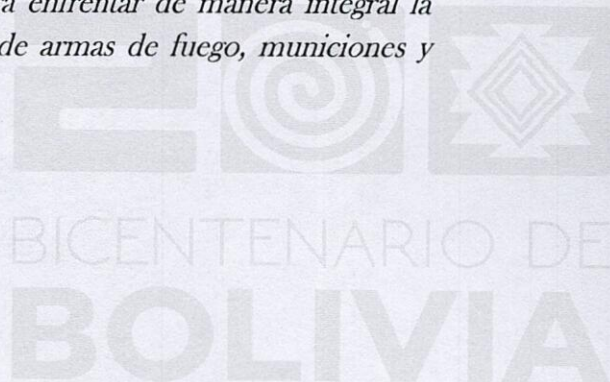 a enfrentar de manera integral la
de armas de fuego, municiones y
BICENTENARIO DE
BOLIVIA